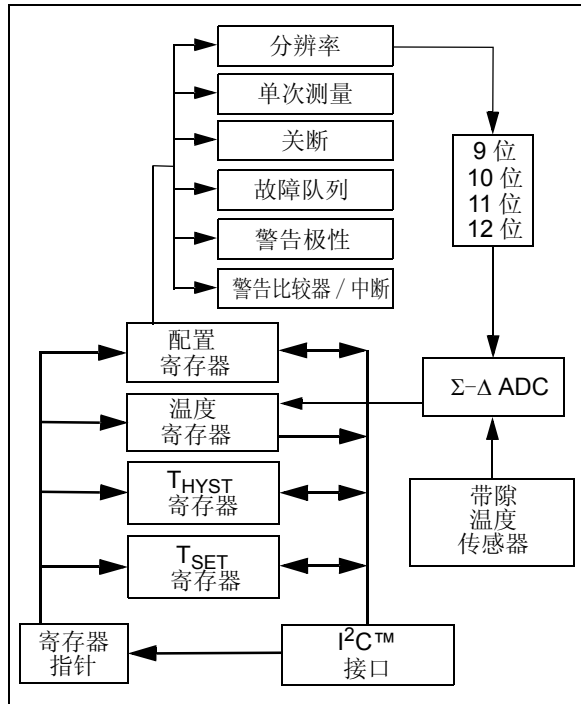 分辨率
单次测量
关断
故障队列
警告极性
警告比较器 / 中断
9 位
10 位
11 位
12 位
配置
寄存器
温度
寄存器
T_HYST
寄存器
T_SET
寄存器
Σ–Δ ADC
带隙
温度
传感器
寄存器
指针
I²C™
接口